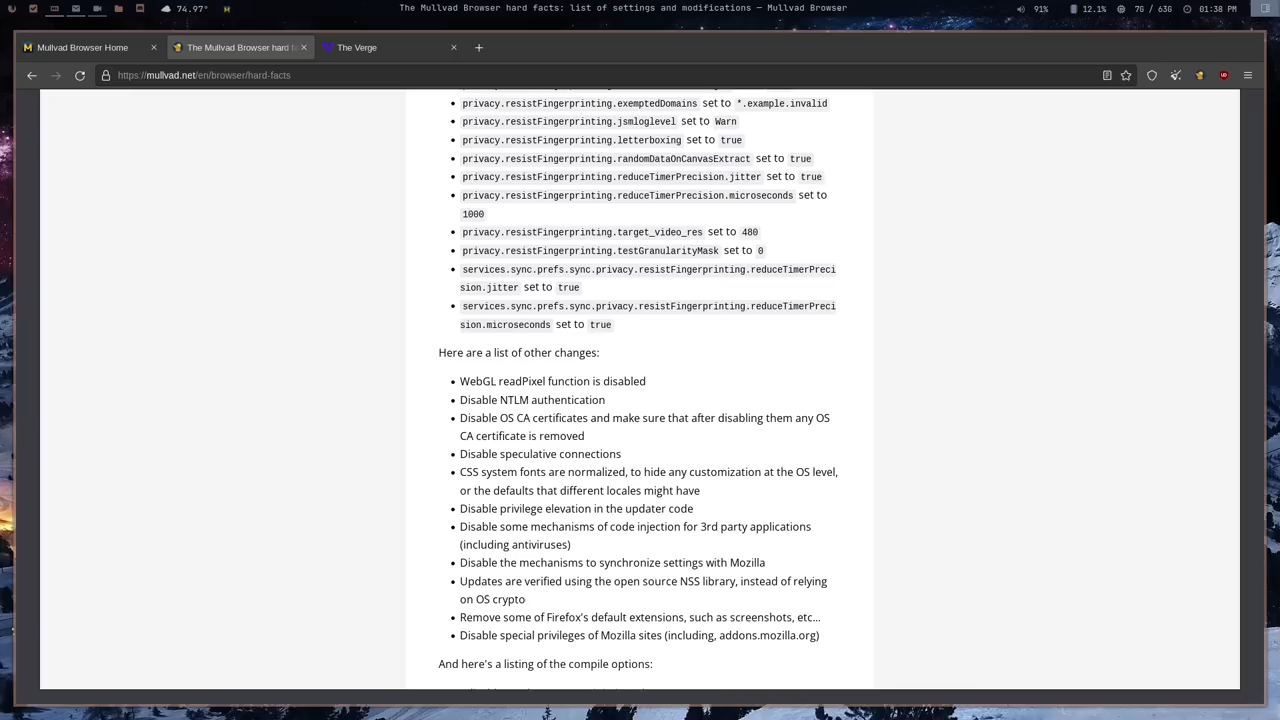 74.97°
The Mullvad Browser hard facts: list of settings and modifications — Mullvad Browser
91%
12.1%
7G / 63G
01:38 PM
Mullvad Browser Home
The Mullvad Browser hard fa
The Verge
https://mullvad.net/en/browser/hard-facts
privacy.resistFingerprinting.exemptedDomains set to *.example.invalid
privacy.resistFingerprinting.jsmloglevel set to Warn
privacy.resistFingerprinting.letterboxing set to true
privacy.resistFingerprinting.randomDataOnCanvasExtract set to true
privacy.resistFingerprinting.reduceTimerPrecision.jitter set to true
privacy.resistFingerprinting.reduceTimerPrecision.microseconds set to
1000
privacy.resistFingerprinting.target_video_res set to 480
privacy.resistFingerprinting.testGranularityMask set to 0
services.sync.prefs.sync.privacy.resistFingerprinting.reduceTimerPreci
sion.jitter set to true
services.sync.prefs.sync.privacy.resistFingerprinting.reduceTimerPreci
sion.microseconds set to true
Here are a list of other changes:
WebGL readPixel function is disabled
Disable NTLM authentication
Disable OS CA certificates and make sure that after disabling them any OS
CA certificate is removed
Disable speculative connections
CSS system fonts are normalized, to hide any customization at the OS level,
or the defaults that different locales might have
Disable privilege elevation in the updater code
Disable some mechanisms of code injection for 3rd party applications
(including antiviruses)
Disable the mechanisms to synchronize settings with Mozilla
Updates are verified using the open source NSS library, instead of relying
on OS crypto
Remove some of Firefox's default extensions, such as screenshots, etc...
Disable special privileges of Mozilla sites (including, addons.mozilla.org)
And here's a listing of the compile options: